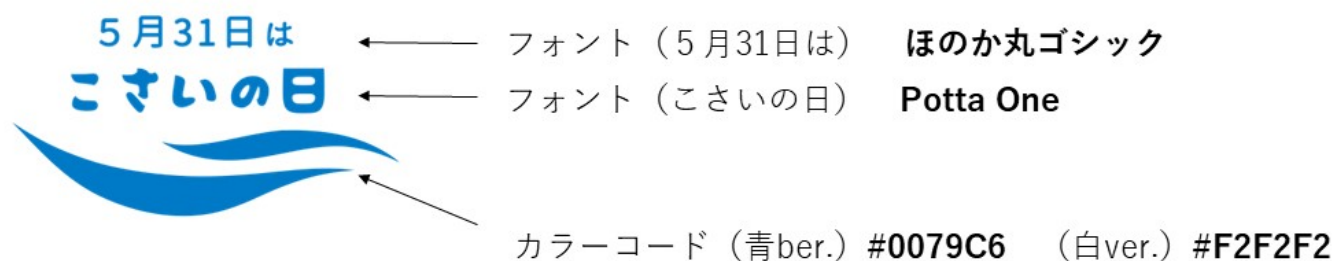 ５月31日は
フォント（５月31日は）　ほのか丸ゴシック
こさいの日
フォント（こさいの日）　Potta One
カラーコード（青ber.）#0079C6　（白ver.）#F2F2F2